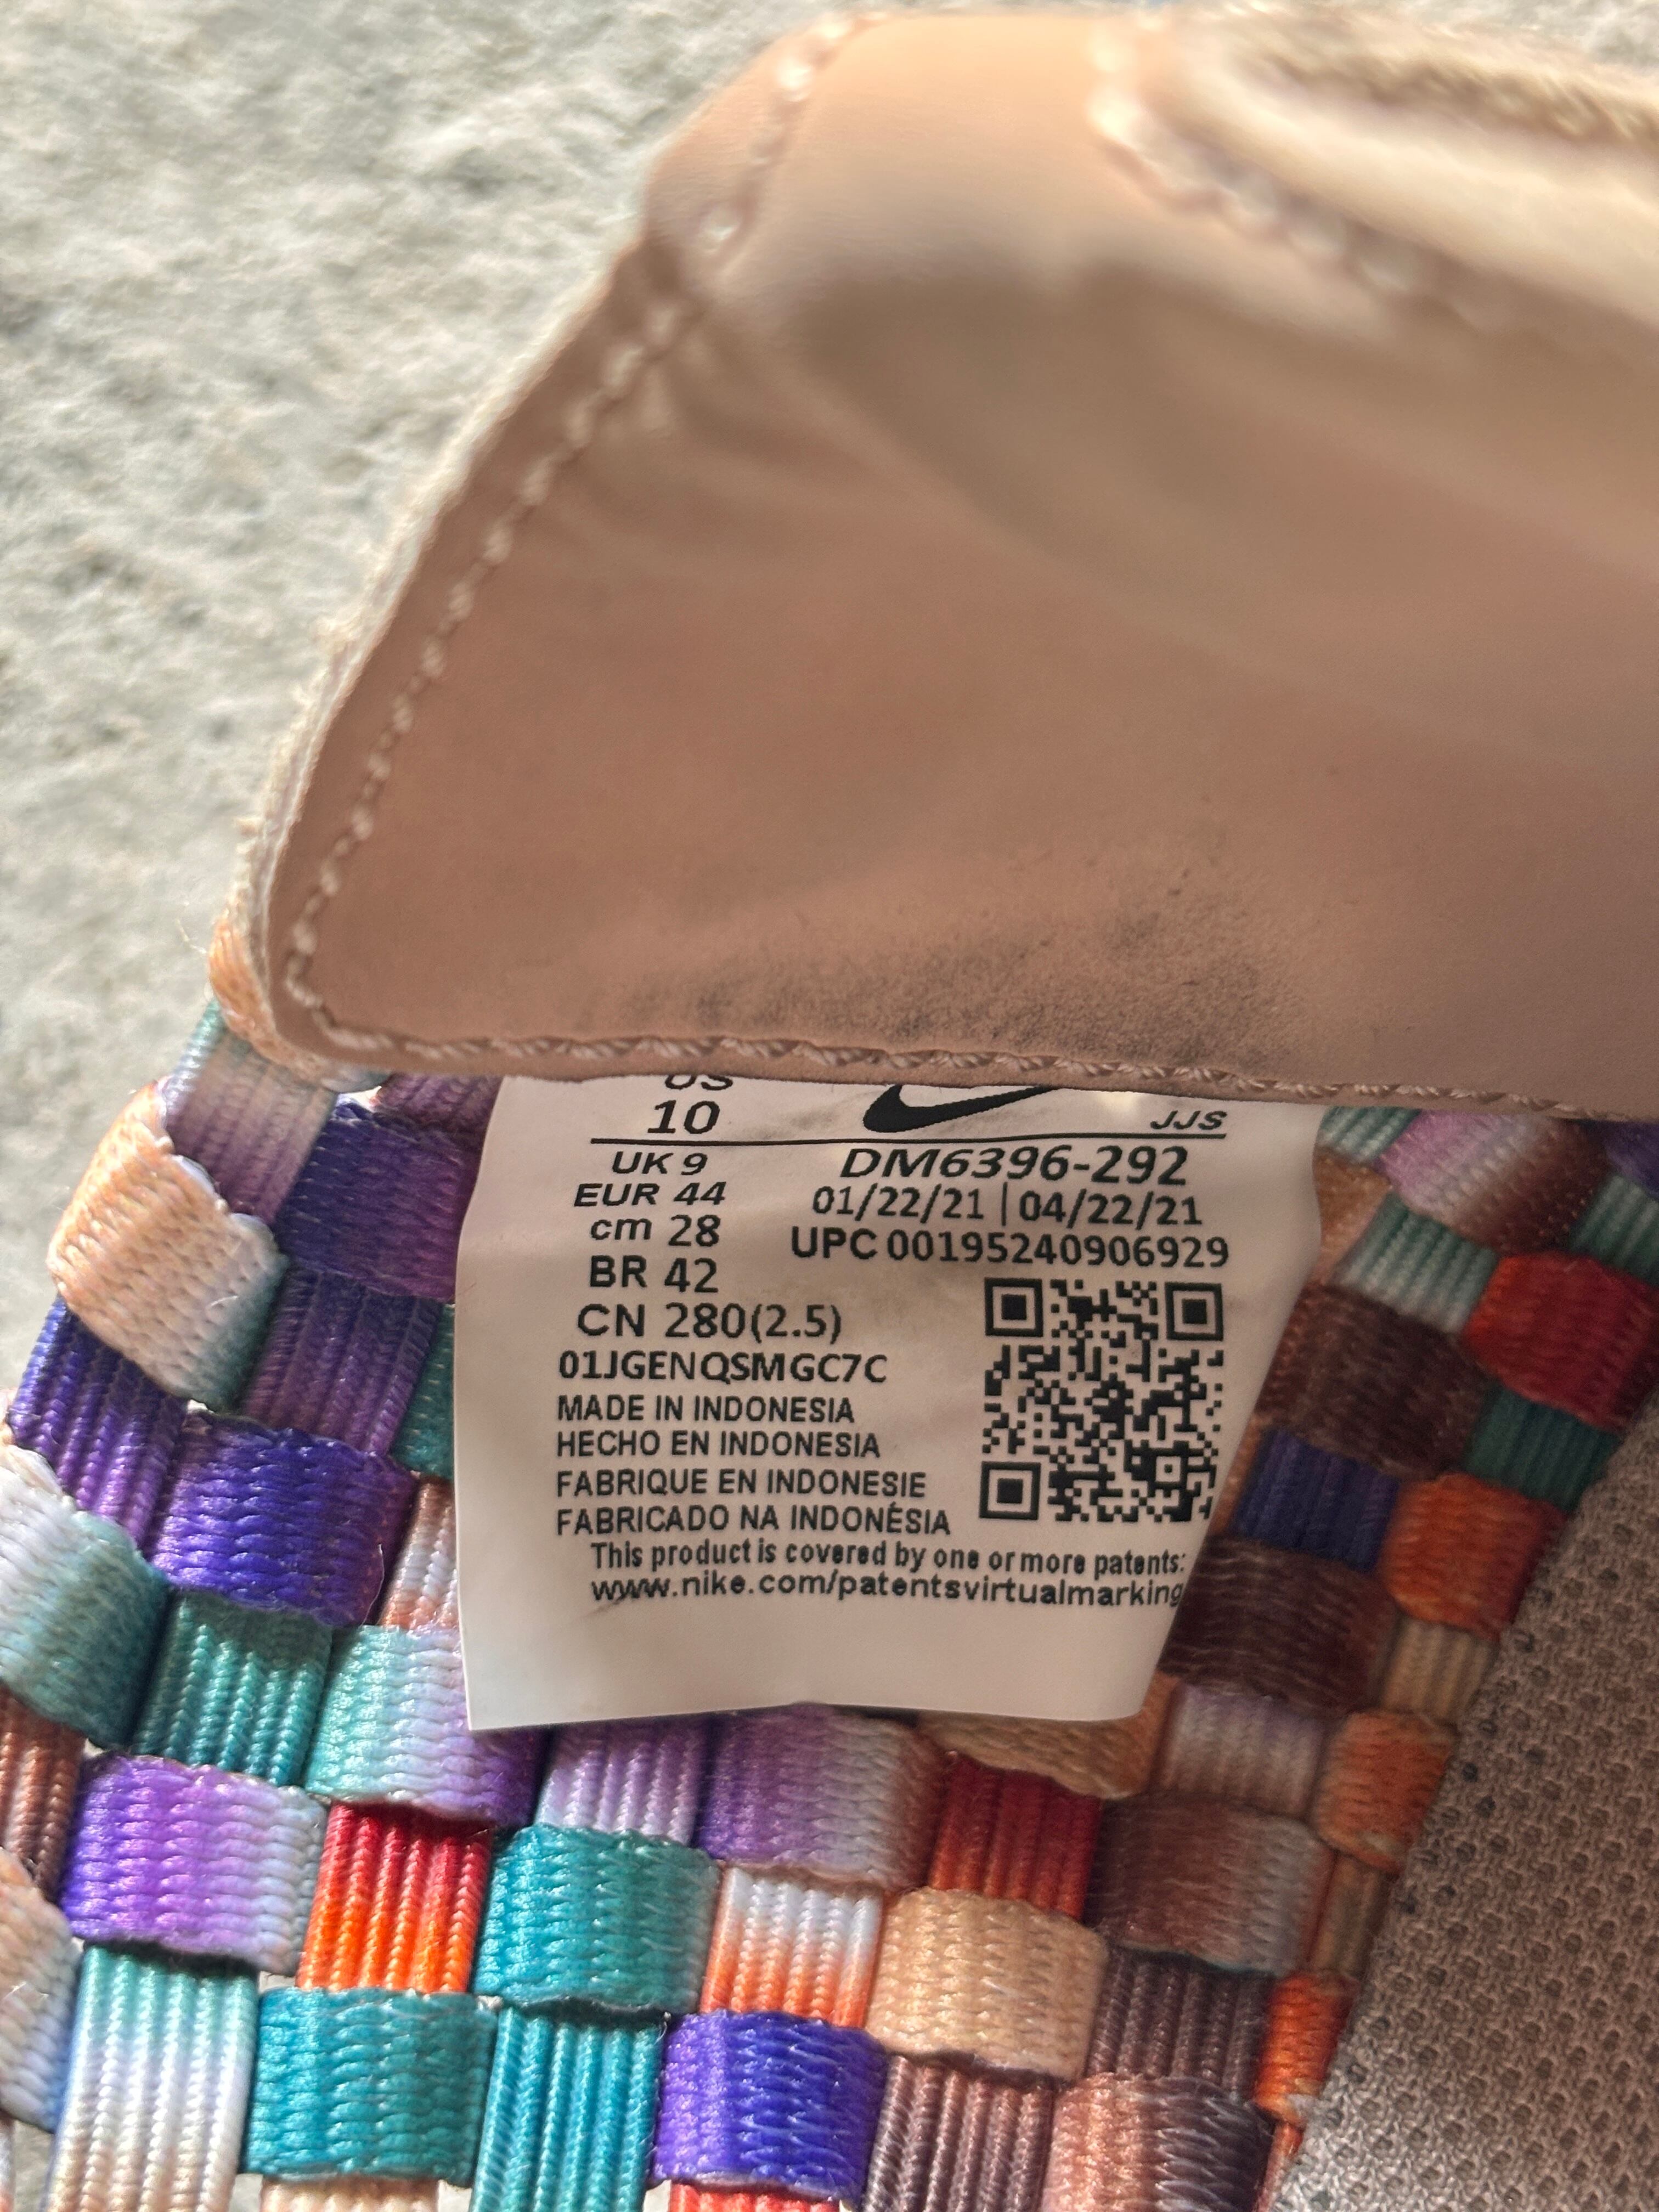 US
10
JJS
UK 9
DM6396-292
EUR 44
01/22/21 | 04/22/21
cm 28
UPC 00195240906929
BR 42
CN 280(2.5)
01JGENQSMGC7C
MADE IN INDONESIA
HECHO EN INDONESIA
FABRIQUE EN INDONESIE
FABRICADO NA INDONÉSIA
This product is covered by one or more patents:
www.nike.com/patentsvirtualmarking